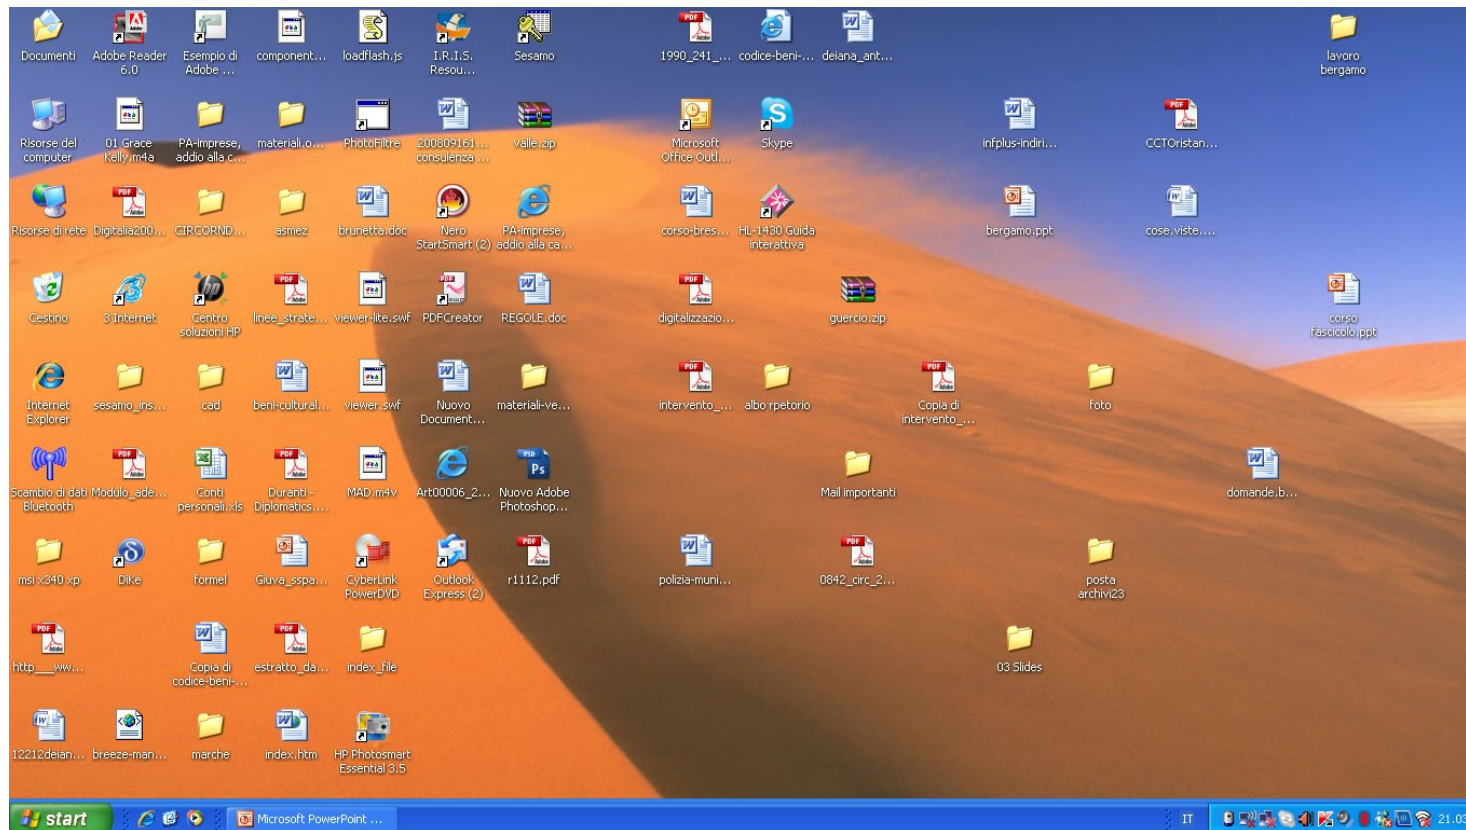 Documenti
Adobe Reader
6.0
Esempio di
Adobe ...
component...
loadflash.js
I.R.I.S.
Resou...
Sesamo
1990_241_...
codice-beni-...
deiana_ant...
lavoro
bergamo
Risorse del
computer
01 Grace
Kelly.m4a
PA-imprese,
addio alla c...
materiali.o...
PhotoFiltre
200809161...
consulenza ...
valle.zip
Microsoft
Office Outl...
Skype
infplus-indiri...
CCTOristan...
Risorse di rete
Digitalia200...
CIRCORND...
asmez
brunetta.doc
Nero
StartSmart (2)
PA-imprese,
addio alla ca...
corso-bres...
HL-1430 Guida
interattiva
bergamo.ppt
cose.viste....
Cestino
3 Internet
Centro
soluzioni HP
linee_strate...
viewer-lite.swf
PDFCreator
REGOLE.doc
digitalizzazio...
guercio.zip
corso
fascicolo.ppt
Internet
Explorer
sesamo_ins...
cad
beni-cultural...
viewer.swf
Nuovo
Document...
materiali-ve...
intervento_...
albo rpetorio
Copia di
intervento_...
foto
Scambio di dati
Bluetooth
Modulo_ade...
Conti
personali.xls
Duranti -
Diplomatics....
MAD.m4v
Art00006_2...
Nuovo Adobe
Photoshop...
Mail importanti
domande.b...
msi x340 xp
DiKe
formel
Giuva_sspa...
CyberLink
PowerDVD
Outlook
Express (2)
r1112.pdf
polizia-muni...
0842_circ_2...
posta
archivi23
http___ww...
Copia di
codice-beni-...
estratto_da...
index_file
03 Slides
12212deian...
breeze-man...
marche
index.htm
HP Photosmart
Essential 3.5
start
Microsoft PowerPoint ...
IT
21.03